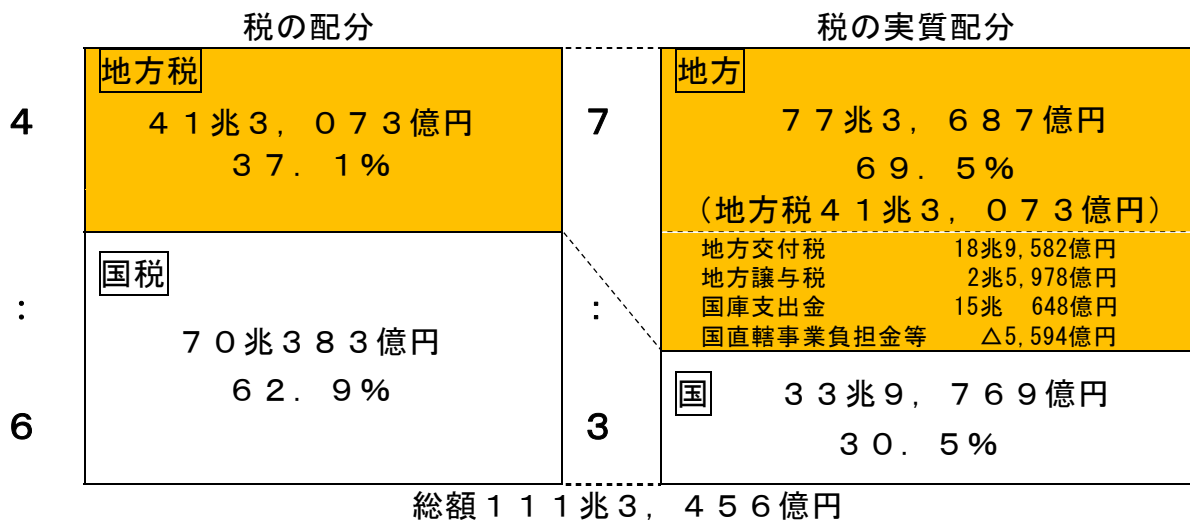 税の配分
地方税
４１兆３，０７３億円
３７．１％
国税
７０兆３８３億円
６２．９％
４
：
６
税の実質配分
地方
７７兆３，６８７億円
６９．５％
（地方税４１兆３，０７３億円）
地方交付税 18兆9,582億円
地方譲与税 2兆5,978億円
国庫支出金 15兆 648億円
国直轄事業負担金等 △5,594億円
国 ３３兆９，７６９億円
３０．５％
７
：
３
総額１１１兆３，４５６億円